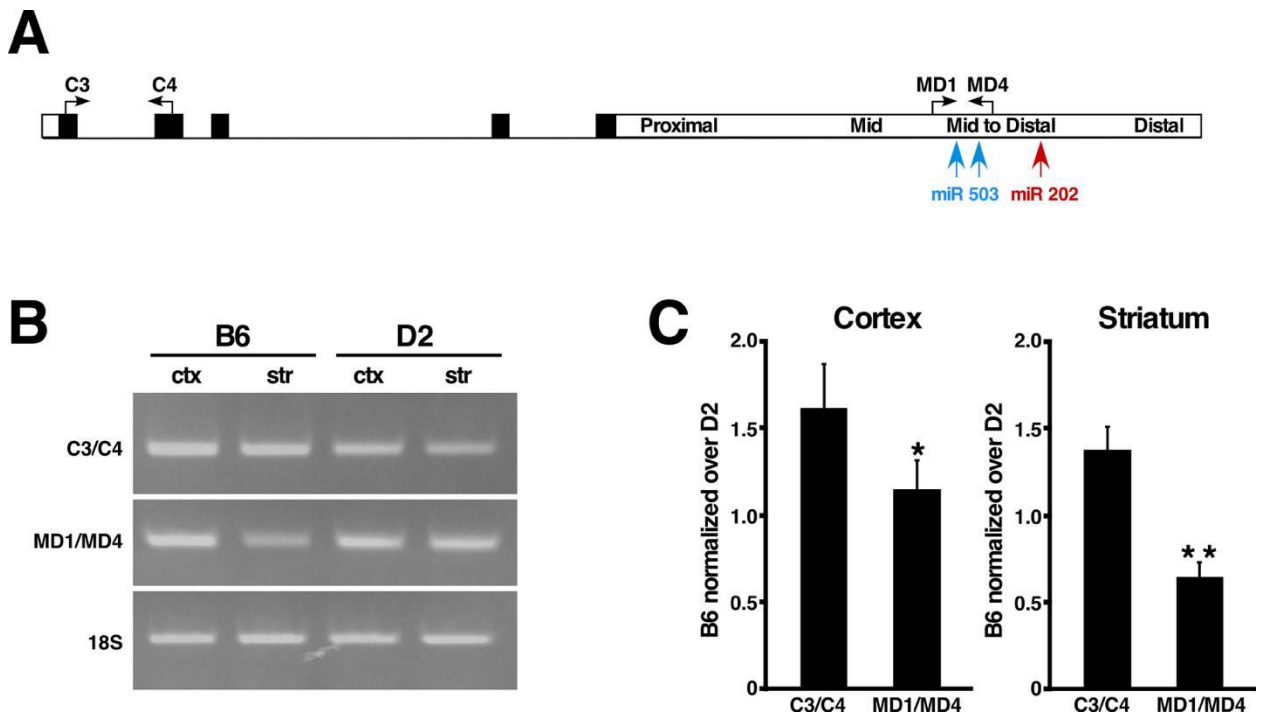 A
C3 C4 MD1 MD4
Proximal Mid Mid to Distal Distal
miR 503 miR 202
B
B6 D2
ctx str ctx str
C3/C4
MD1/MD4
18S
C
Cortex
B6 normalized over D2
2.0
1.5
1.0
0.5
0
*
C3/C4 MD1/MD4
Striatum
B6 normalized over D2
2.0
1.5
1.0
0.5
0
**
C3/C4 MD1/MD4